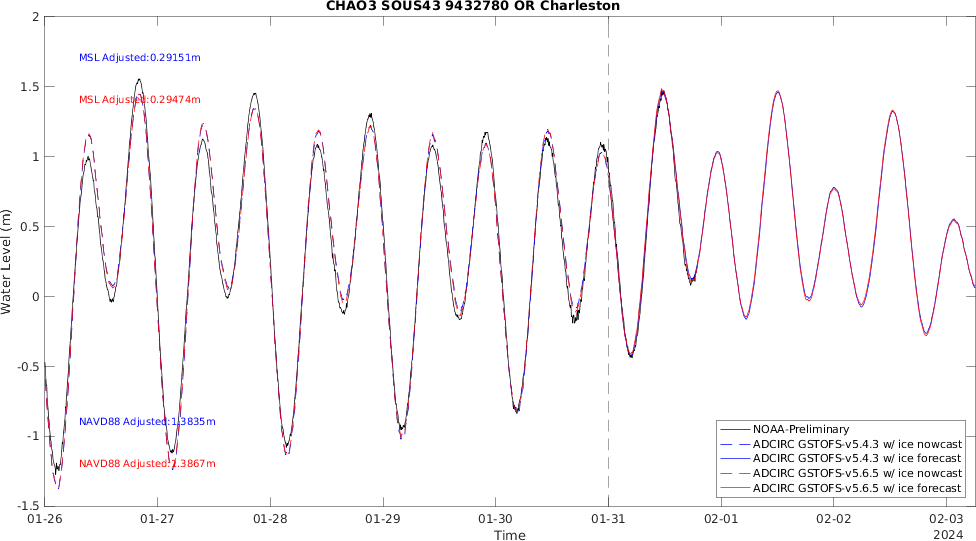 CHAO3 SOUS43 9432780 OR Charleston
2
1.5
1
0.5
0
-0.5
-1
-1.5
Water Level (m)
MSL Adjusted:0.29151m
MSL Adjusted:0.29474m
NAVD88 Adjusted:1.3835m
NAVD88 Adjusted:1.3867m
NOAA-Preliminary
ADCIRC GSTOFS-v5.4.3 w/ ice nowcast
ADCIRC GSTOFS-v5.4.3 w/ ice forecast
ADCIRC GSTOFS-v5.6.5 w/ ice nowcast
ADCIRC GSTOFS-v5.6.5 w/ ice forecast
01-26 01-27 01-28 01-29 01-30 01-31 02-01 02-02 02-03
Time
2024